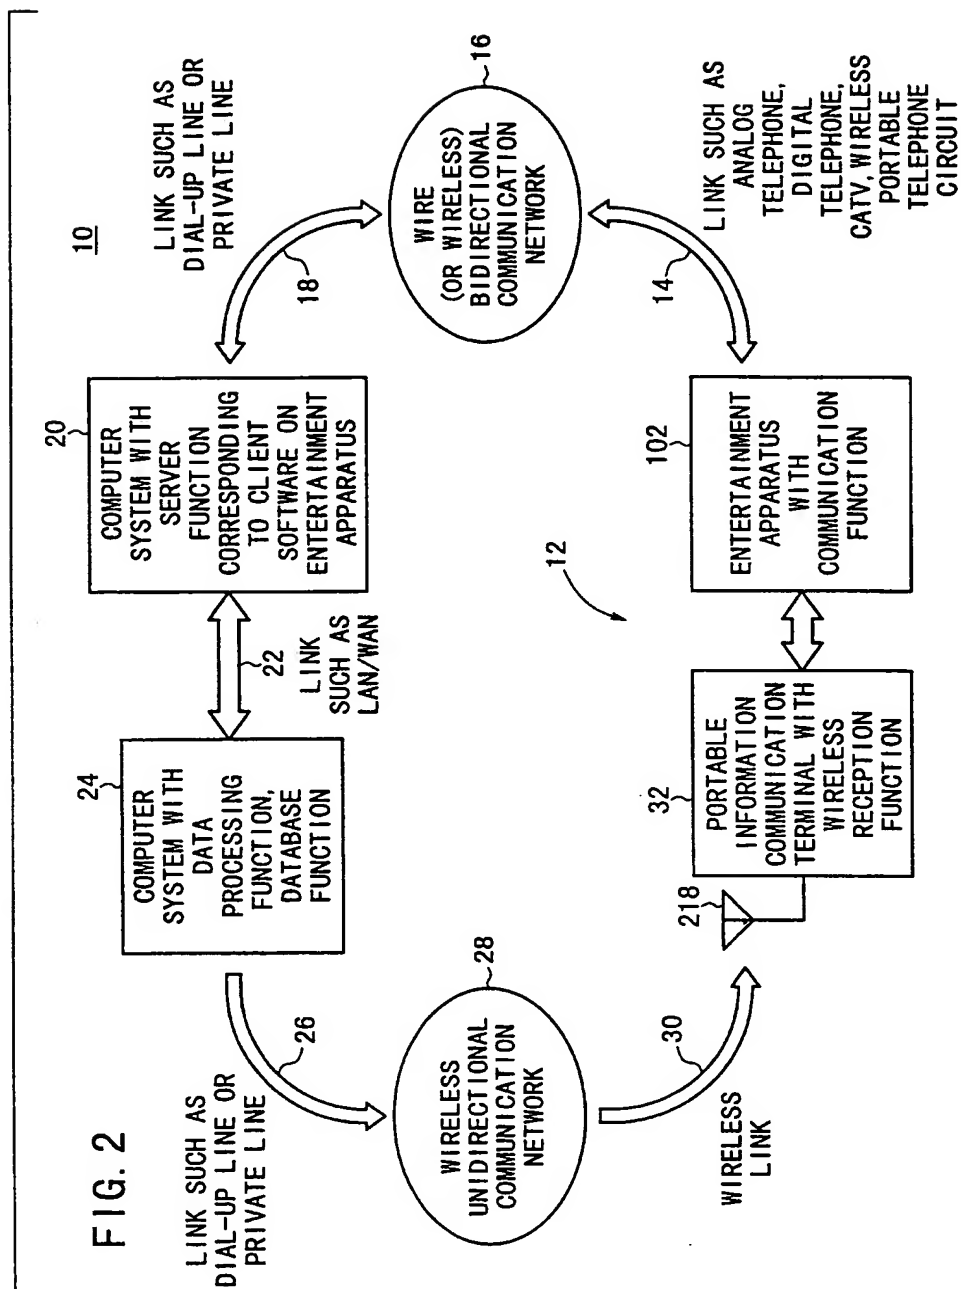 FIG. 2
10
LINK SUCH AS
DIAL-UP LINE OR
PRIVATE LINE
26
24
COMPUTER
SYSTEM WITH
DATA
PROCESSING
FUNCTION,
DATABASE
FUNCTION
22
LINK
SUCH AS
LAN/WAN
20
COMPUTER
SYSTEM WITH
SERVER
FUNCTION
CORRESPONDING
TO CLIENT
SOFTWARE ON
ENTERTAINMENT
APPARATUS
LINK SUCH AS
DIAL-UP LINE OR
PRIVATE LINE
18
28
WIRELESS
UNIDIRECTIONAL
COMMUNICATION
NETWORK
16
WIRE
(OR WIRELESS)
BIDIRECTIONAL
COMMUNICATION
NETWORK
12
30
WIRELESS
LINK
218
32
PORTABLE
INFORMATION
COMMUNICATION
TERMINAL WITH
WIRELESS
RECEPTION
FUNCTION
102
ENTERTAINMENT
APPARATUS
WITH
COMMUNICATION
FUNCTION
14
LINK SUCH AS
ANALOG
TELEPHONE,
DIGITAL
TELEPHONE,
CATV, WIRELESS
PORTABLE
TELEPHONE
CIRCUIT